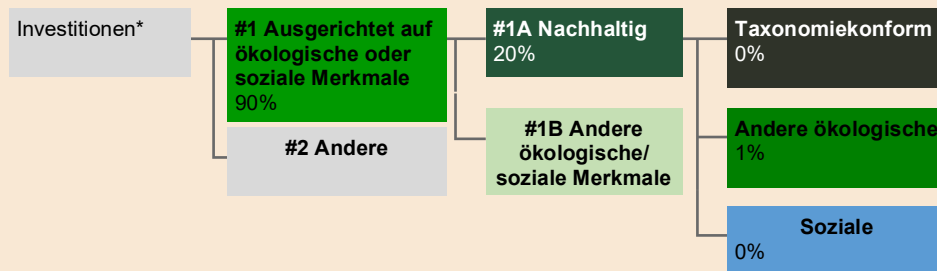 Investitionen*
#1 Ausgerichtet auf
ökologische oder
soziale Merkmale
90%
#2 Andere
#1A Nachhaltig
20%
#1B Andere
ökologische/
soziale Merkmale
Taxonomiekonform
0%
Andere ökologische
1%
Soziale
0%